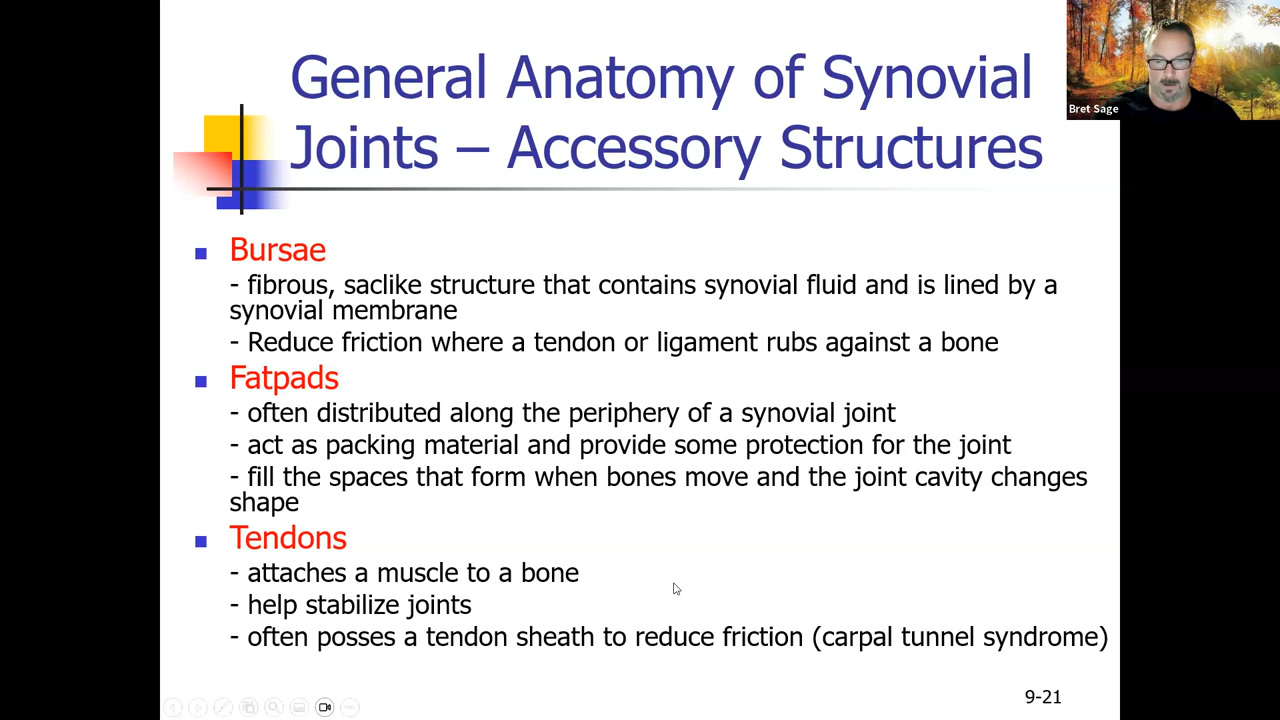 General Anatomy of Synovial
Joints – Accessory Structures
Bret Sage
Bursae
- fibrous, saclike structure that contains synovial fluid and is lined by a
synovial membrane
- Reduce friction where a tendon or ligament rubs against a bone
Fatpads
- often distributed along the periphery of a synovial joint
- act as packing material and provide some protection for the joint
- fill the spaces that form when bones move and the joint cavity changes
shape
Tendons
- attaches a muscle to a bone
- help stabilize joints
- often posses a tendon sheath to reduce friction (carpal tunnel syndrome)
9-21